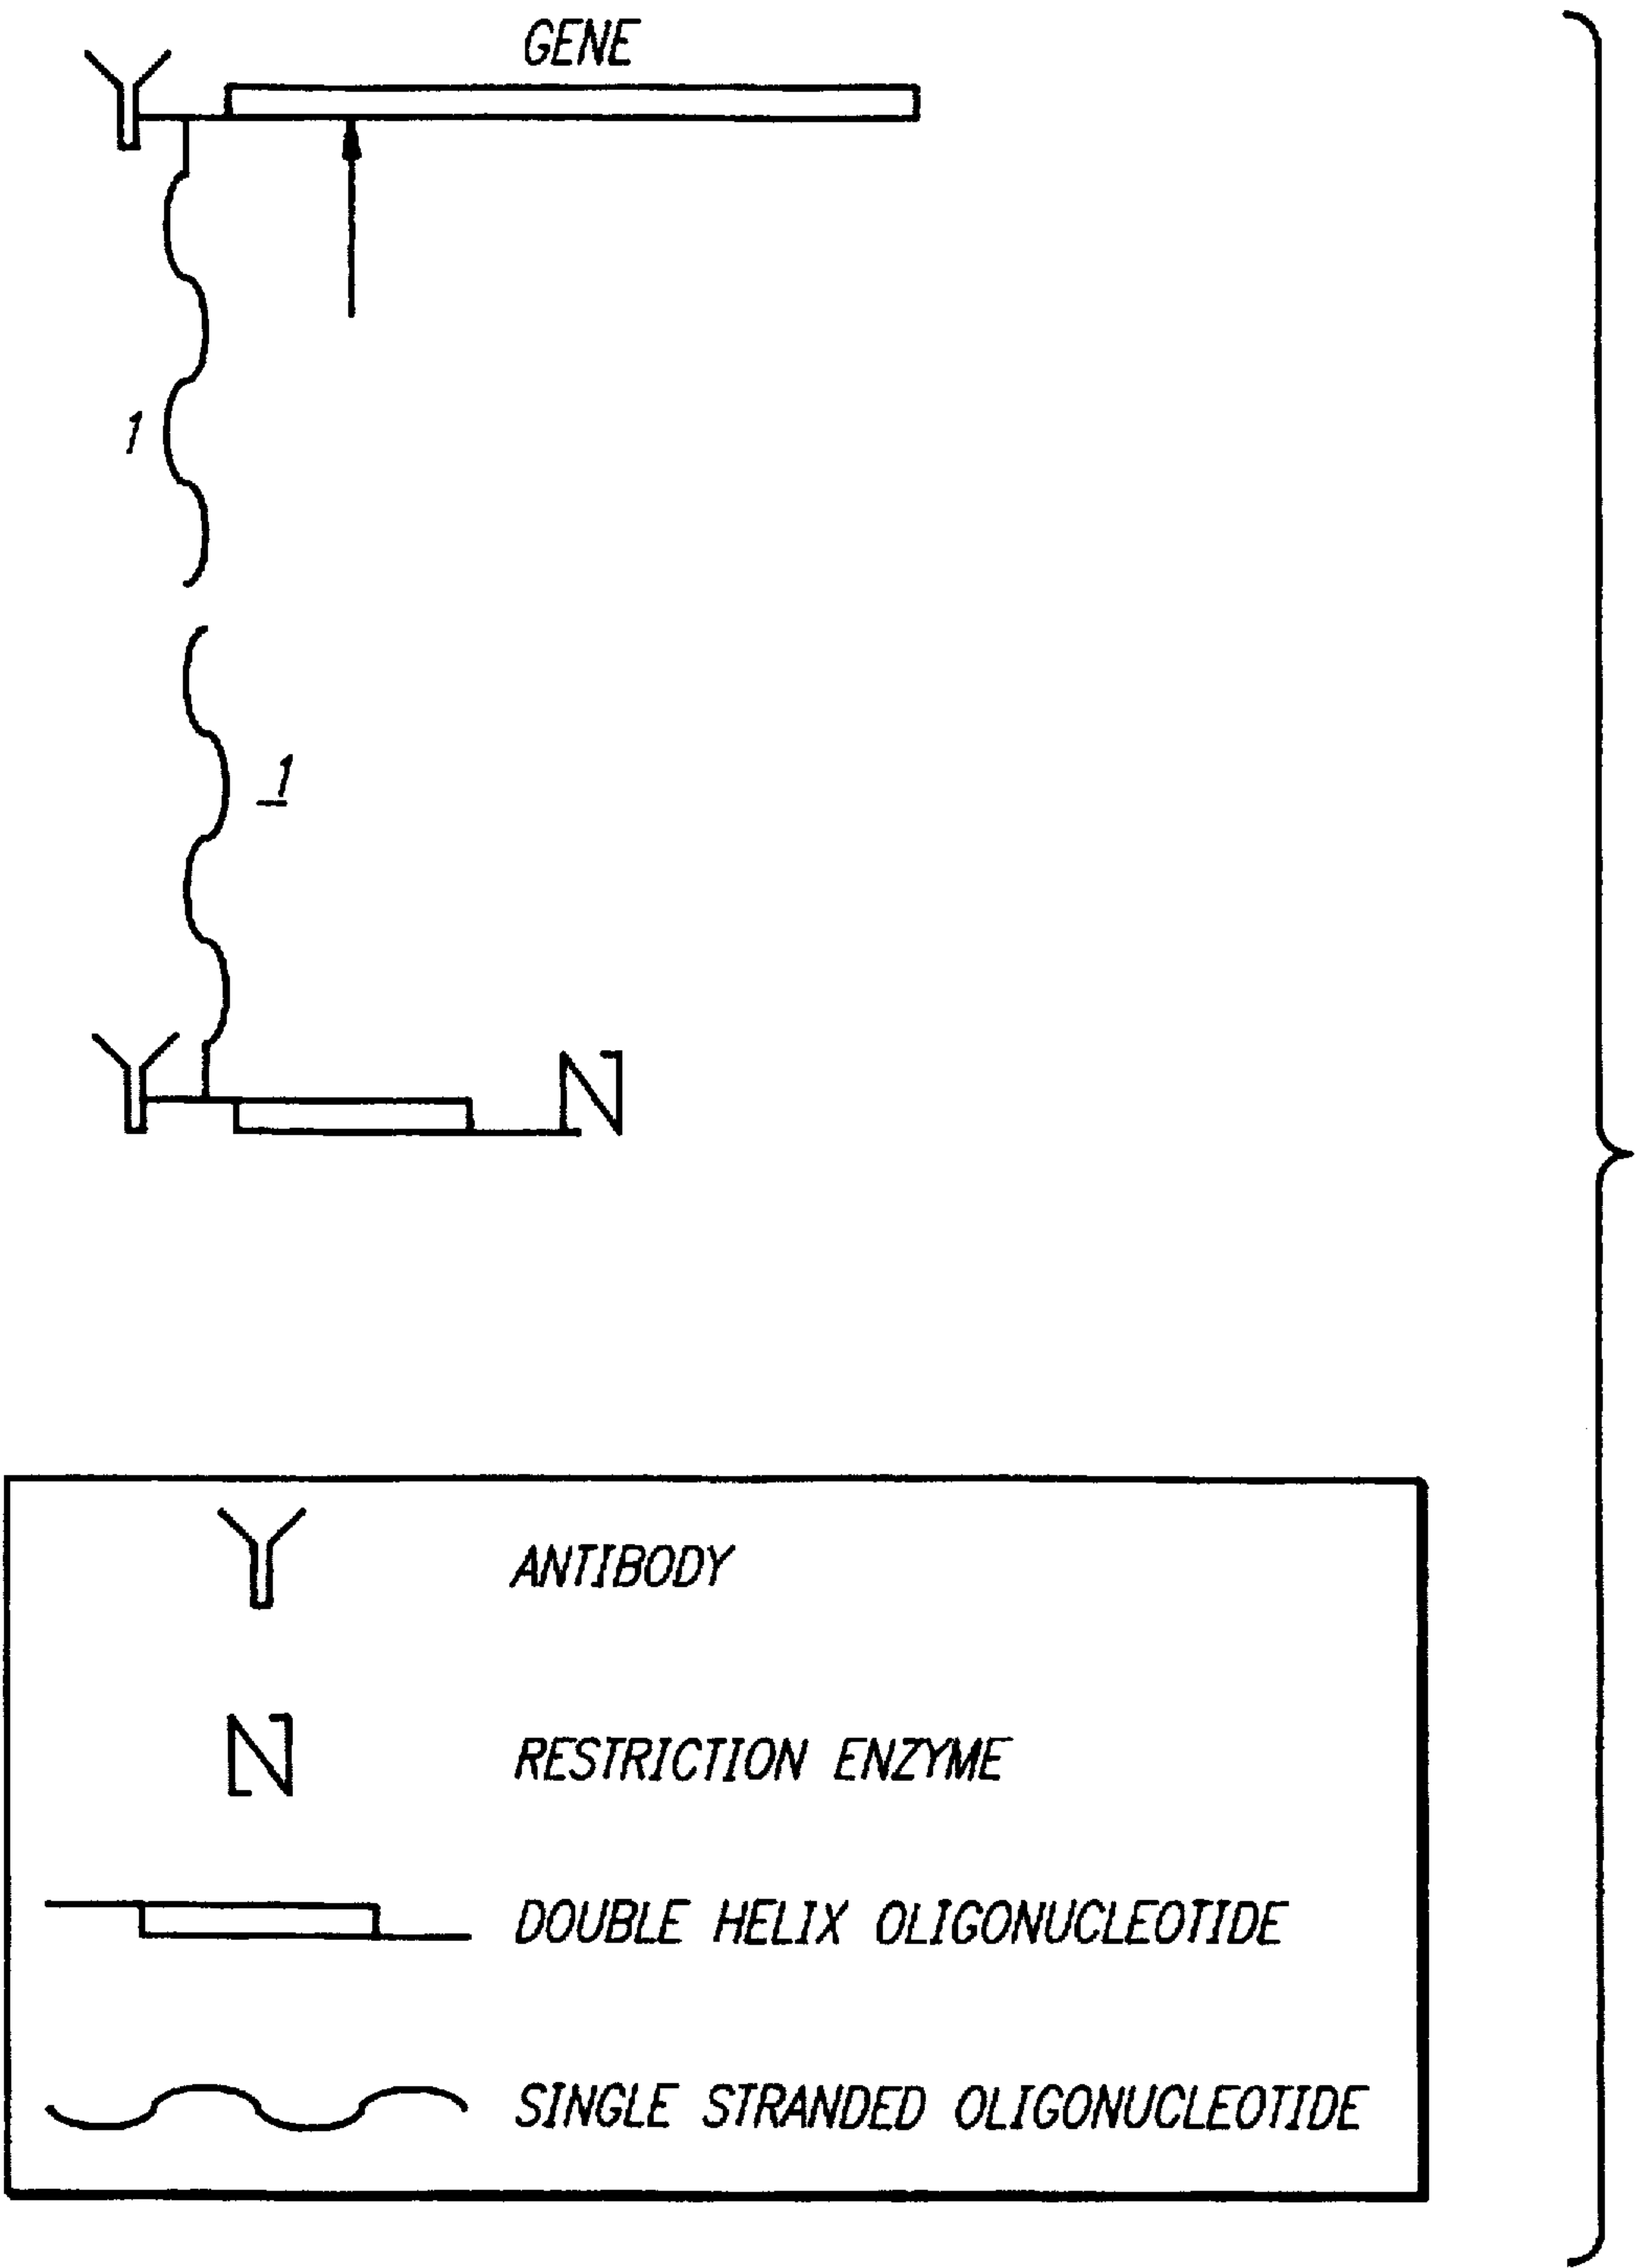 GENE
1
1
ANTIBODY
RESTRICTION ENZYME
DOUBLE HELIX OLIGONUCLEOTIDE
SINGLE STRANDED OLIGONUCLEOTIDE